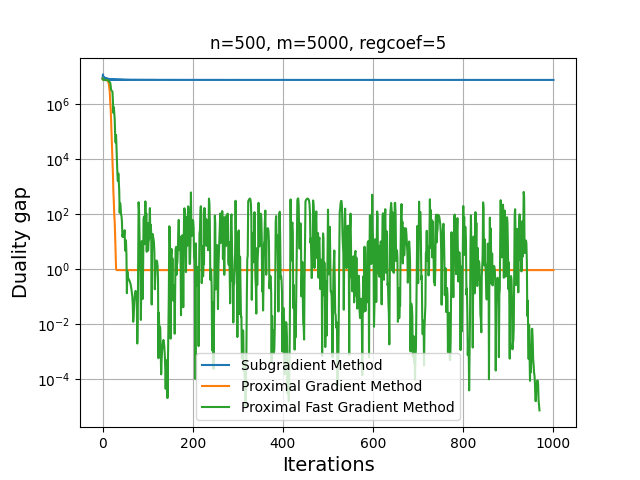 n=500, m=5000, regcoef=5
Duality gap
10^6
10^4
10^2
10^0
10^−2
10^−4
Subgradient Method
Proximal Gradient Method
Proximal Fast Gradient Method
0 200 400 600 800 1000
Iterations